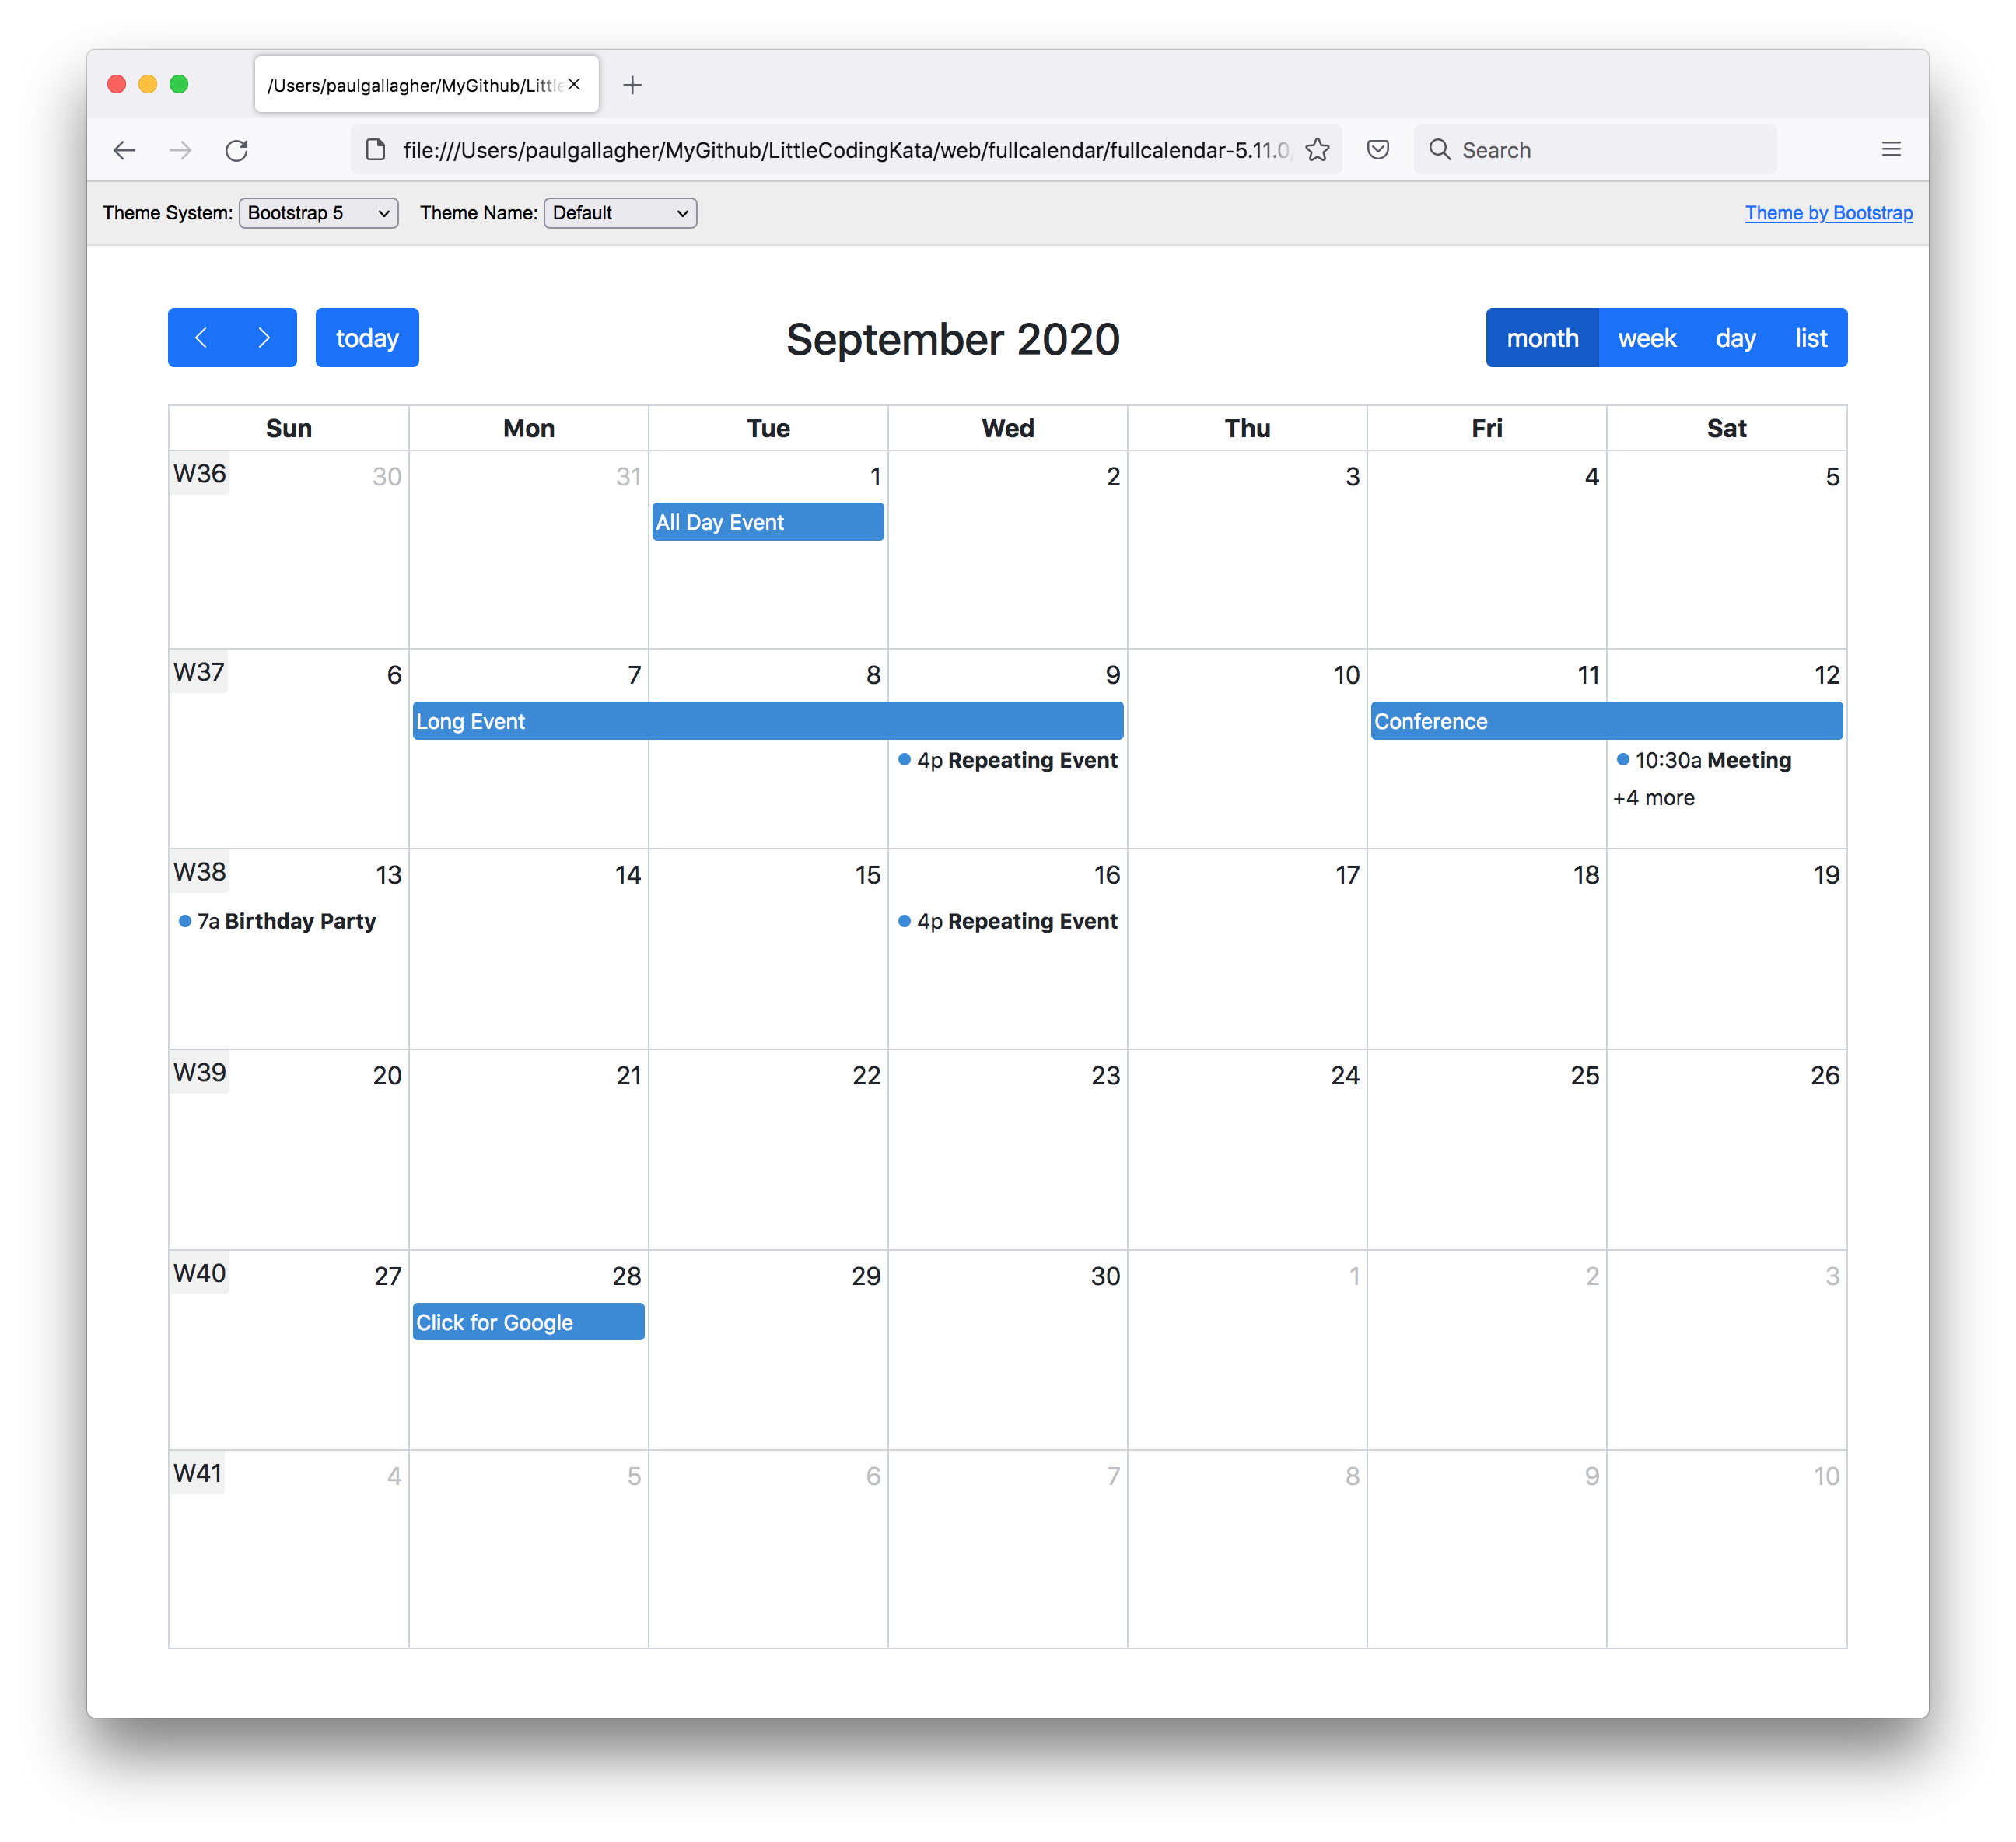 /Users/paulgallagher/MyGithub/Little
file:///Users/paulgallagher/MyGithub/LittleCodingKata/web/fullcalendar/fullcalendar-5.11.0/
Search
Theme System: Bootstrap 5 Theme Name: Default Theme by Bootstrap
today September 2020 month week day list
Sun Mon Tue Wed Thu Fri Sat
W36 30 31 1 2 3 4 5
All Day Event
W37 6 7 8 9 10 11 12
Long Event Conference
4p Repeating Event 10:30a Meeting
+4 more
W38 13 14 15 16 17 18 19
7a Birthday Party 4p Repeating Event
W39 20 21 22 23 24 25 26
W40 27 28 29 30 1 2 3
Click for Google
W41 4 5 6 7 8 9 10